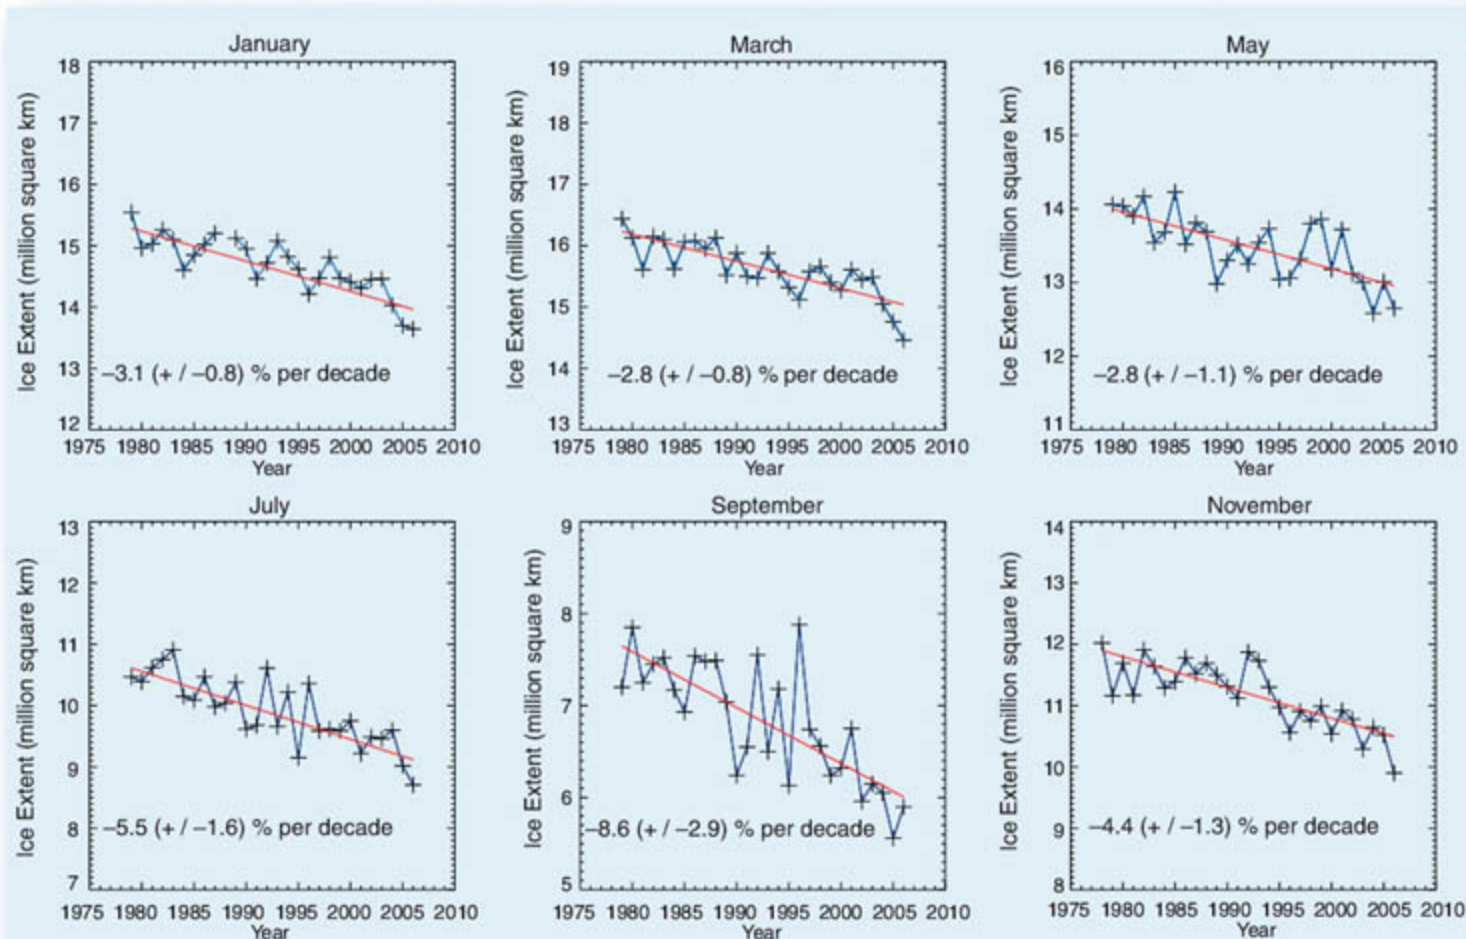 January
Ice Extent (million square km)
18
17
16
15
14
13
12
–3.1 (+ / –0.8) % per decade
1975 1980 1985 1990 1995 2000 2005 2010
Year
March
Ice Extent (million square km)
19
18
17
16
15
14
13
–2.8 (+ / –0.8) % per decade
1975 1980 1985 1990 1995 2000 2005 2010
Year
May
Ice Extent (million square km)
16
15
14
13
12
11
–2.8 (+ / –1.1) % per decade
1975 1980 1985 1990 1995 2000 2005 2010
Year
July
Ice Extent (million square km)
13
12
11
10
9
8
7
–5.5 (+ / –1.6) % per decade
1975 1980 1985 1990 1995 2000 2005 2010
Year
September
Ice Extent (million square km)
9
8
7
6
5
–8.6 (+ / –2.9) % per decade
1975 1980 1985 1990 1995 2000 2005 2010
Year
November
Ice Extent (million square km)
14
13
12
11
10
9
8
–4.4 (+ / –1.3) % per decade
1975 1980 1985 1990 1995 2000 2005 2010
Year